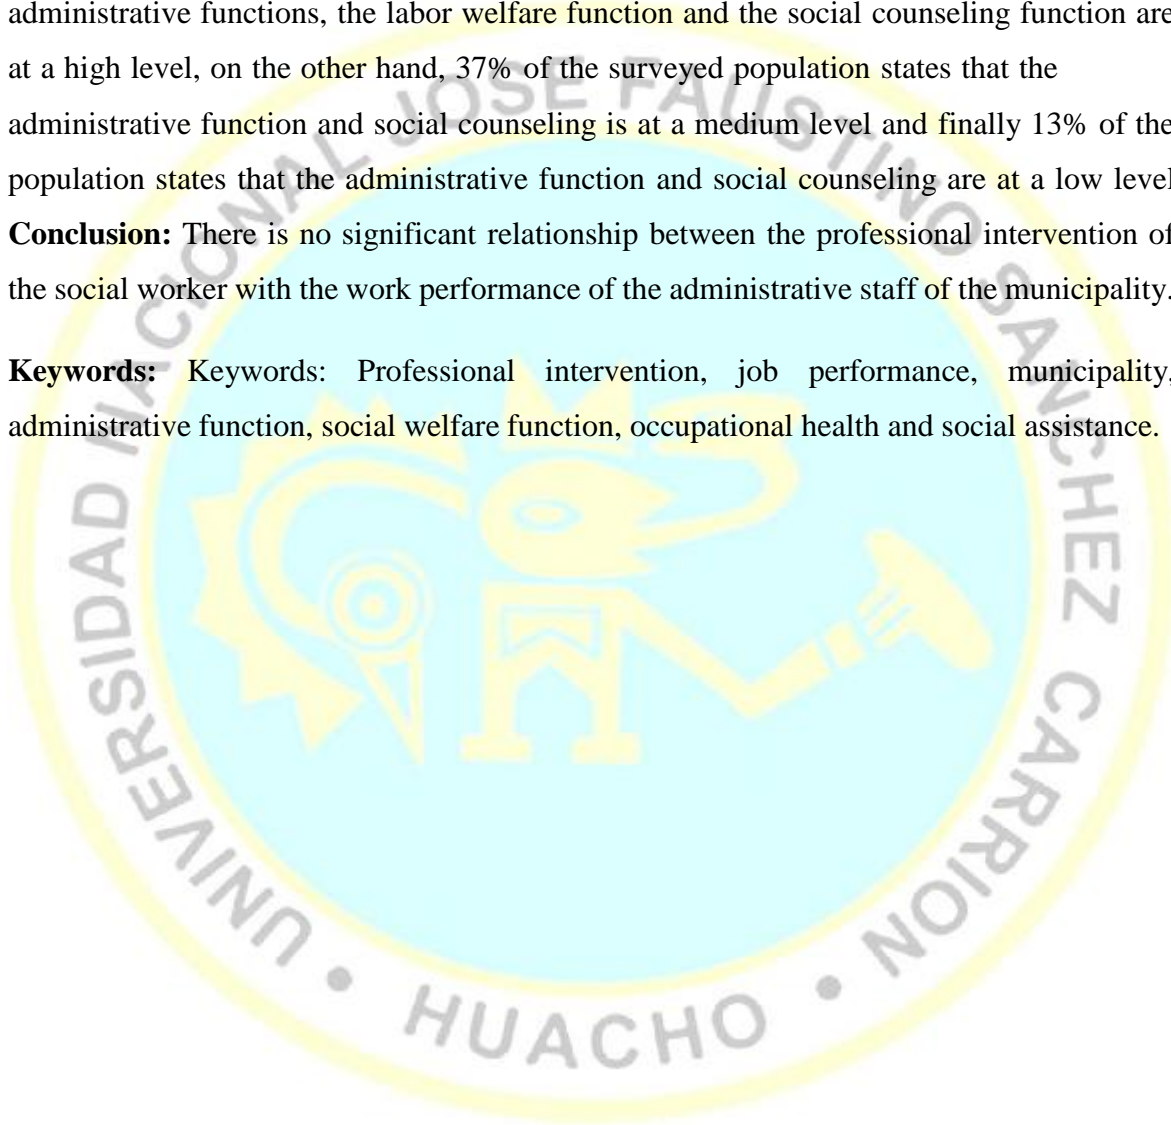 administrative functions, the labor welfare function and the social counseling function are
at a high level, on the other hand, 37% of the surveyed population states that the
administrative function and social counseling is at a medium level and finally 13% of the
population states that the administrative function and social counseling are at a low level
Conclusion: There is no significant relationship between the professional intervention of
the social worker with the work performance of the administrative staff of the municipality.
Keywords: Keywords: Professional intervention, job performance, municipality,
administrative function, social welfare function, occupational health and social assistance.
UNIVERSIDAD NACIONAL JOSE FAUSTINO SANCHEZ CARRION
• HUACHO •